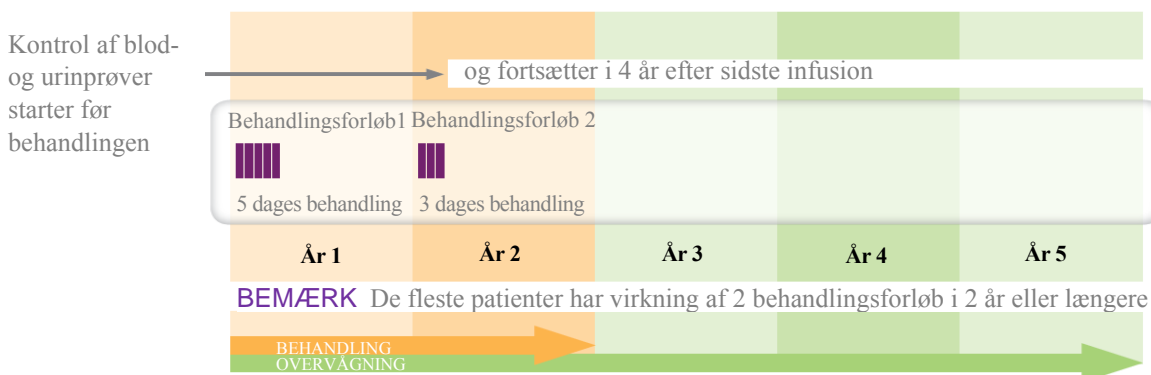 Kontrol af blod-
og urinprøver
starter før
behandlingen
og fortsætter i 4 år efter sidste infusion
Behandlingsforløb1 Behandlingsforløb 2
5 dages behandling 3 dages behandling
År 1 År 2 År 3 År 4 År 5
BEMÆRK De fleste patienter har virkning af 2 behandlingsforløb i 2 år eller længere
BEHANDLING
OVERVÅGNING